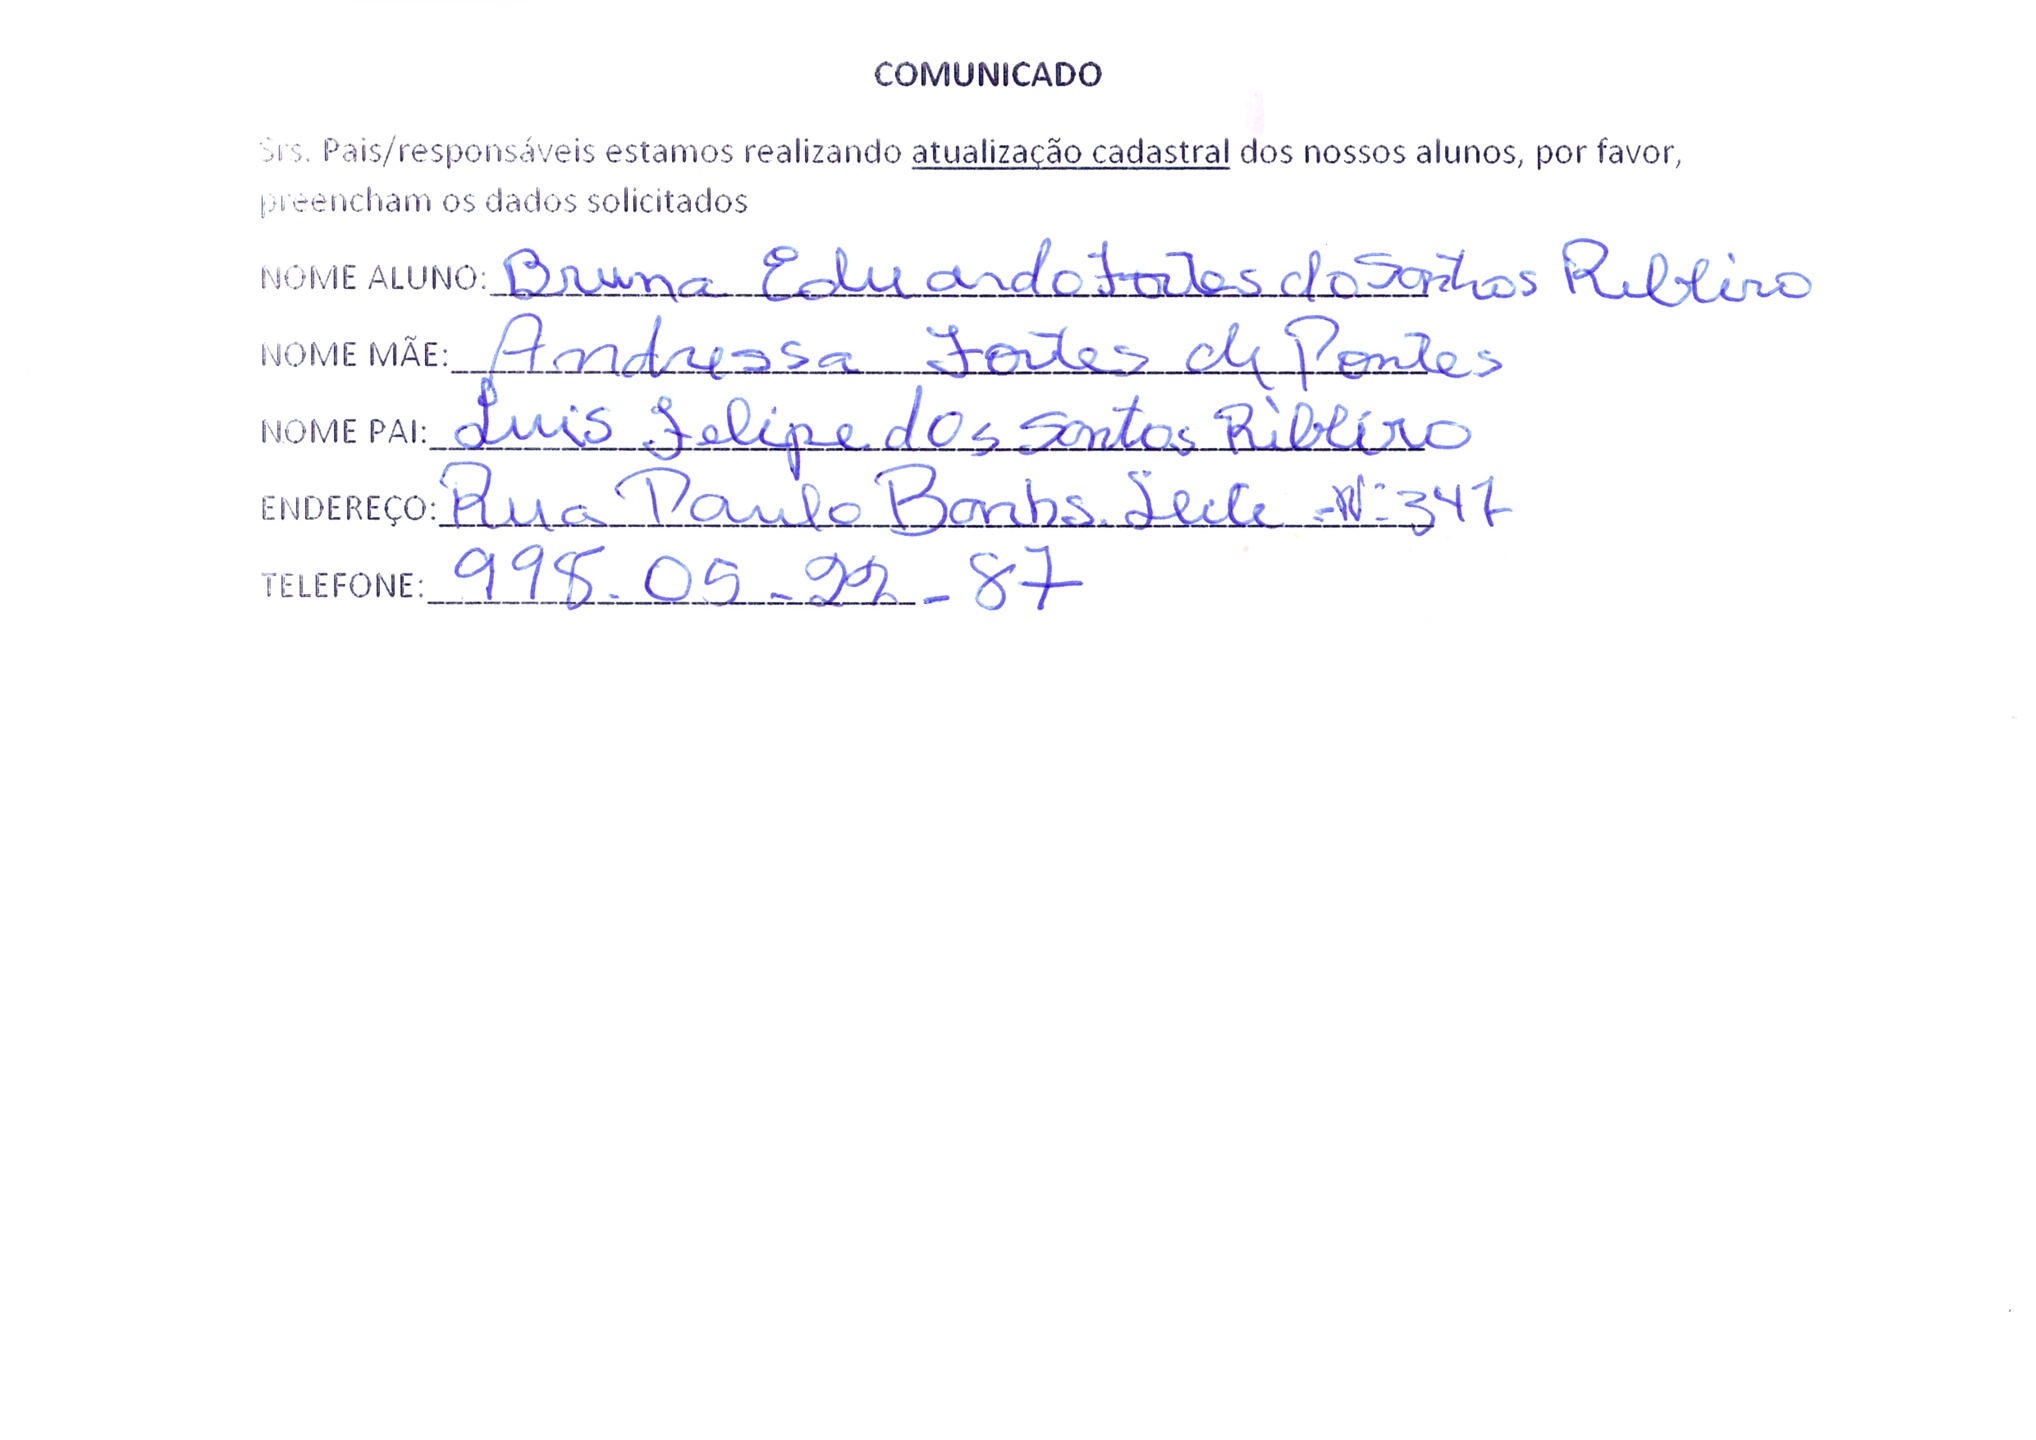 COMUNICADO
Srs. Pais/responsáveis estamos realizando atualização cadastral dos nossos alunos, por favor,
preencham os dados solicitados
NOME ALUNO: Bruna Eduarda Fortes do Santos Ribeiro
NOME MÃE: Andressa Fortes de Pontes
NOME PAI: Luis Felipe dos Santos Ribeiro
ENDEREÇO: Rua Paulo Leite - Nº 347
TELEFONE: 998-05-22-87